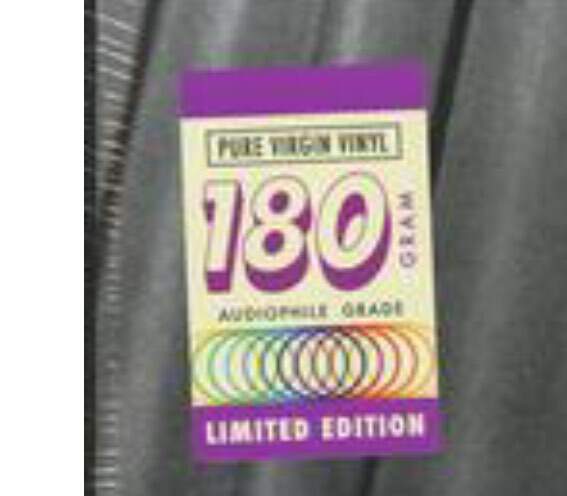 PURE VIRGIN VINYL
180
GRAM
AUDIOPHILE GRADE
LIMITED EDITION